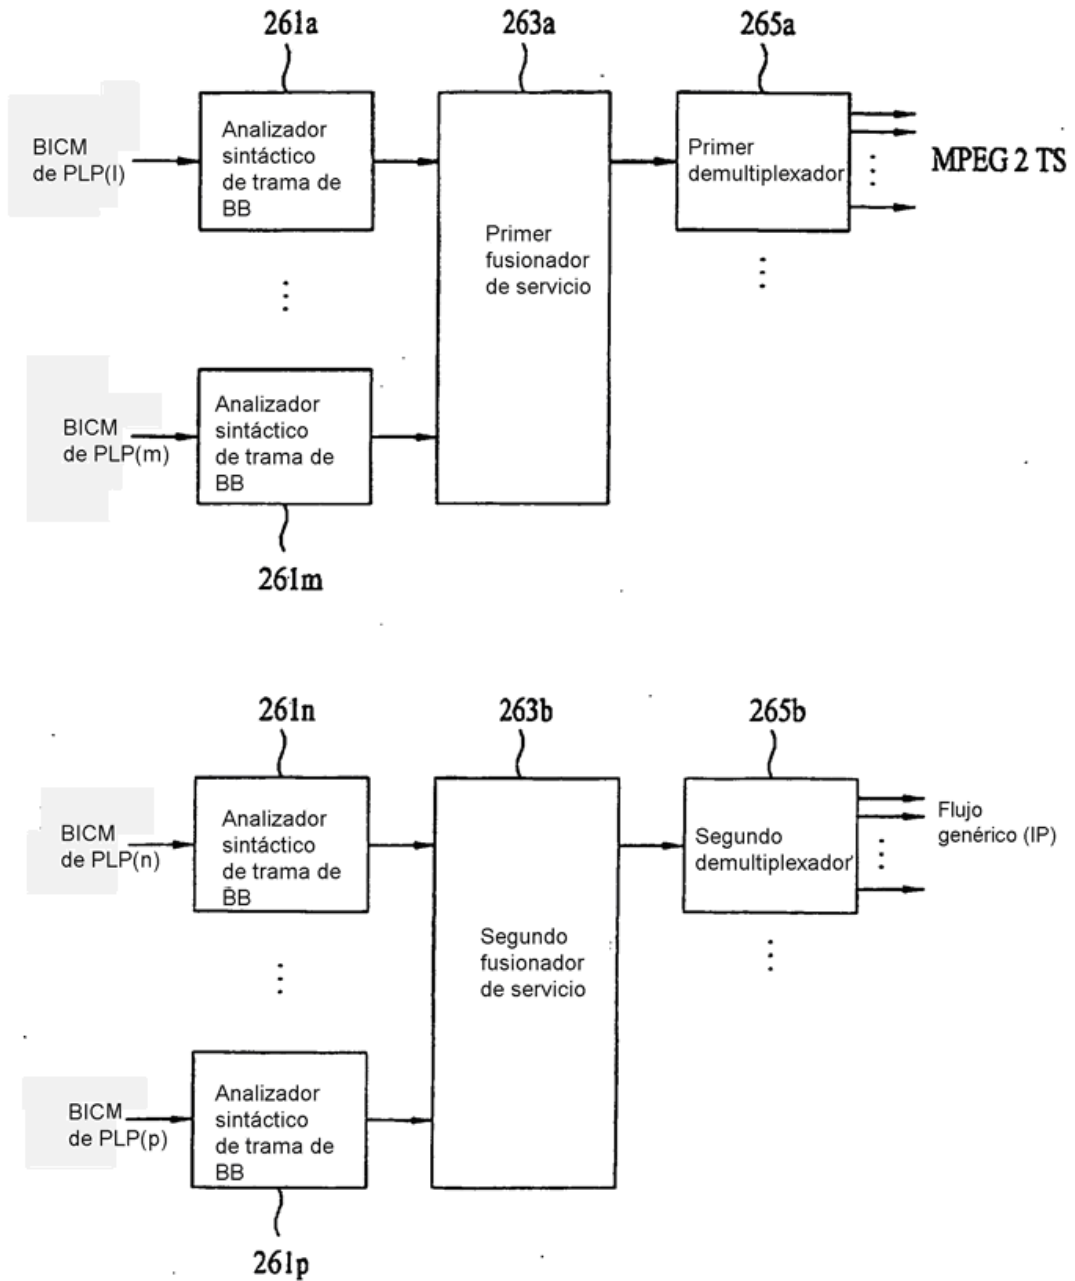 261a
263a
265a
BICM
de PLP(l)
Analizador
sintáctico
de trama de
BB
Primer
fusionador
de servicio
Primer
demultiplexador
MPEG 2 TS
BICM
de PLP(m)
Analizador
sintáctico
de trama de
BB
261m
261n
263b
265b
BICM
de PLP(n)
Analizador
sintáctico
de trama de
BB
Segundo
fusionador
de servicio
Segundo
demultiplexador
Flujo
genérico (IP)
BICM
de PLP(p)
Analizador
sintáctico
de trama de
BB
261p